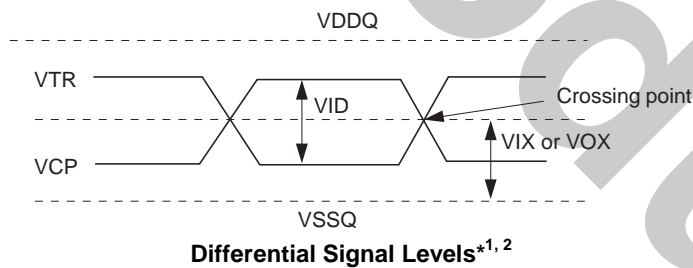 VDDQ
VTR
VID
Crossing point
VIX or VOX
VCP
VSSQ
Differential Signal Levels*1, 2